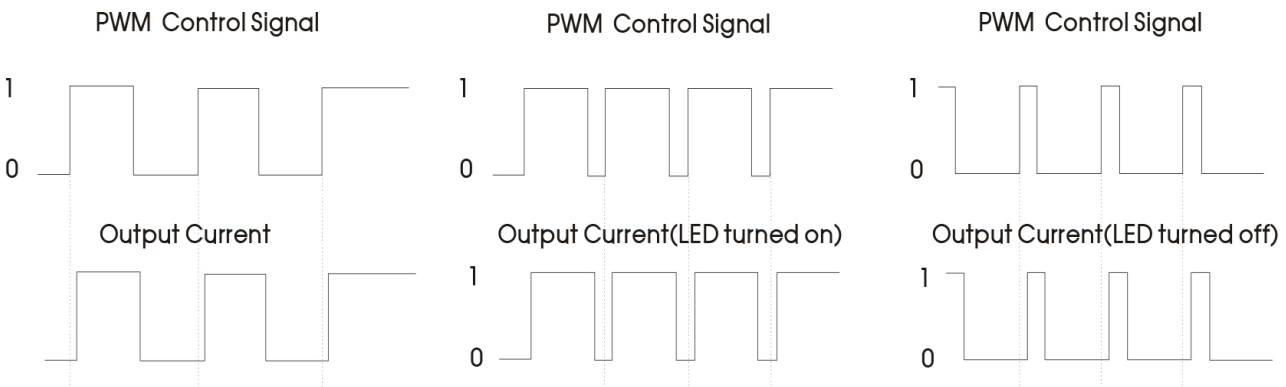 PWM Control Signal
1
0
Output Current
PWM Control Signal
1
0
Output Current(LED turned on)
1
0
PWM Control Signal
1
0
Output Current(LED turned off)
1
0